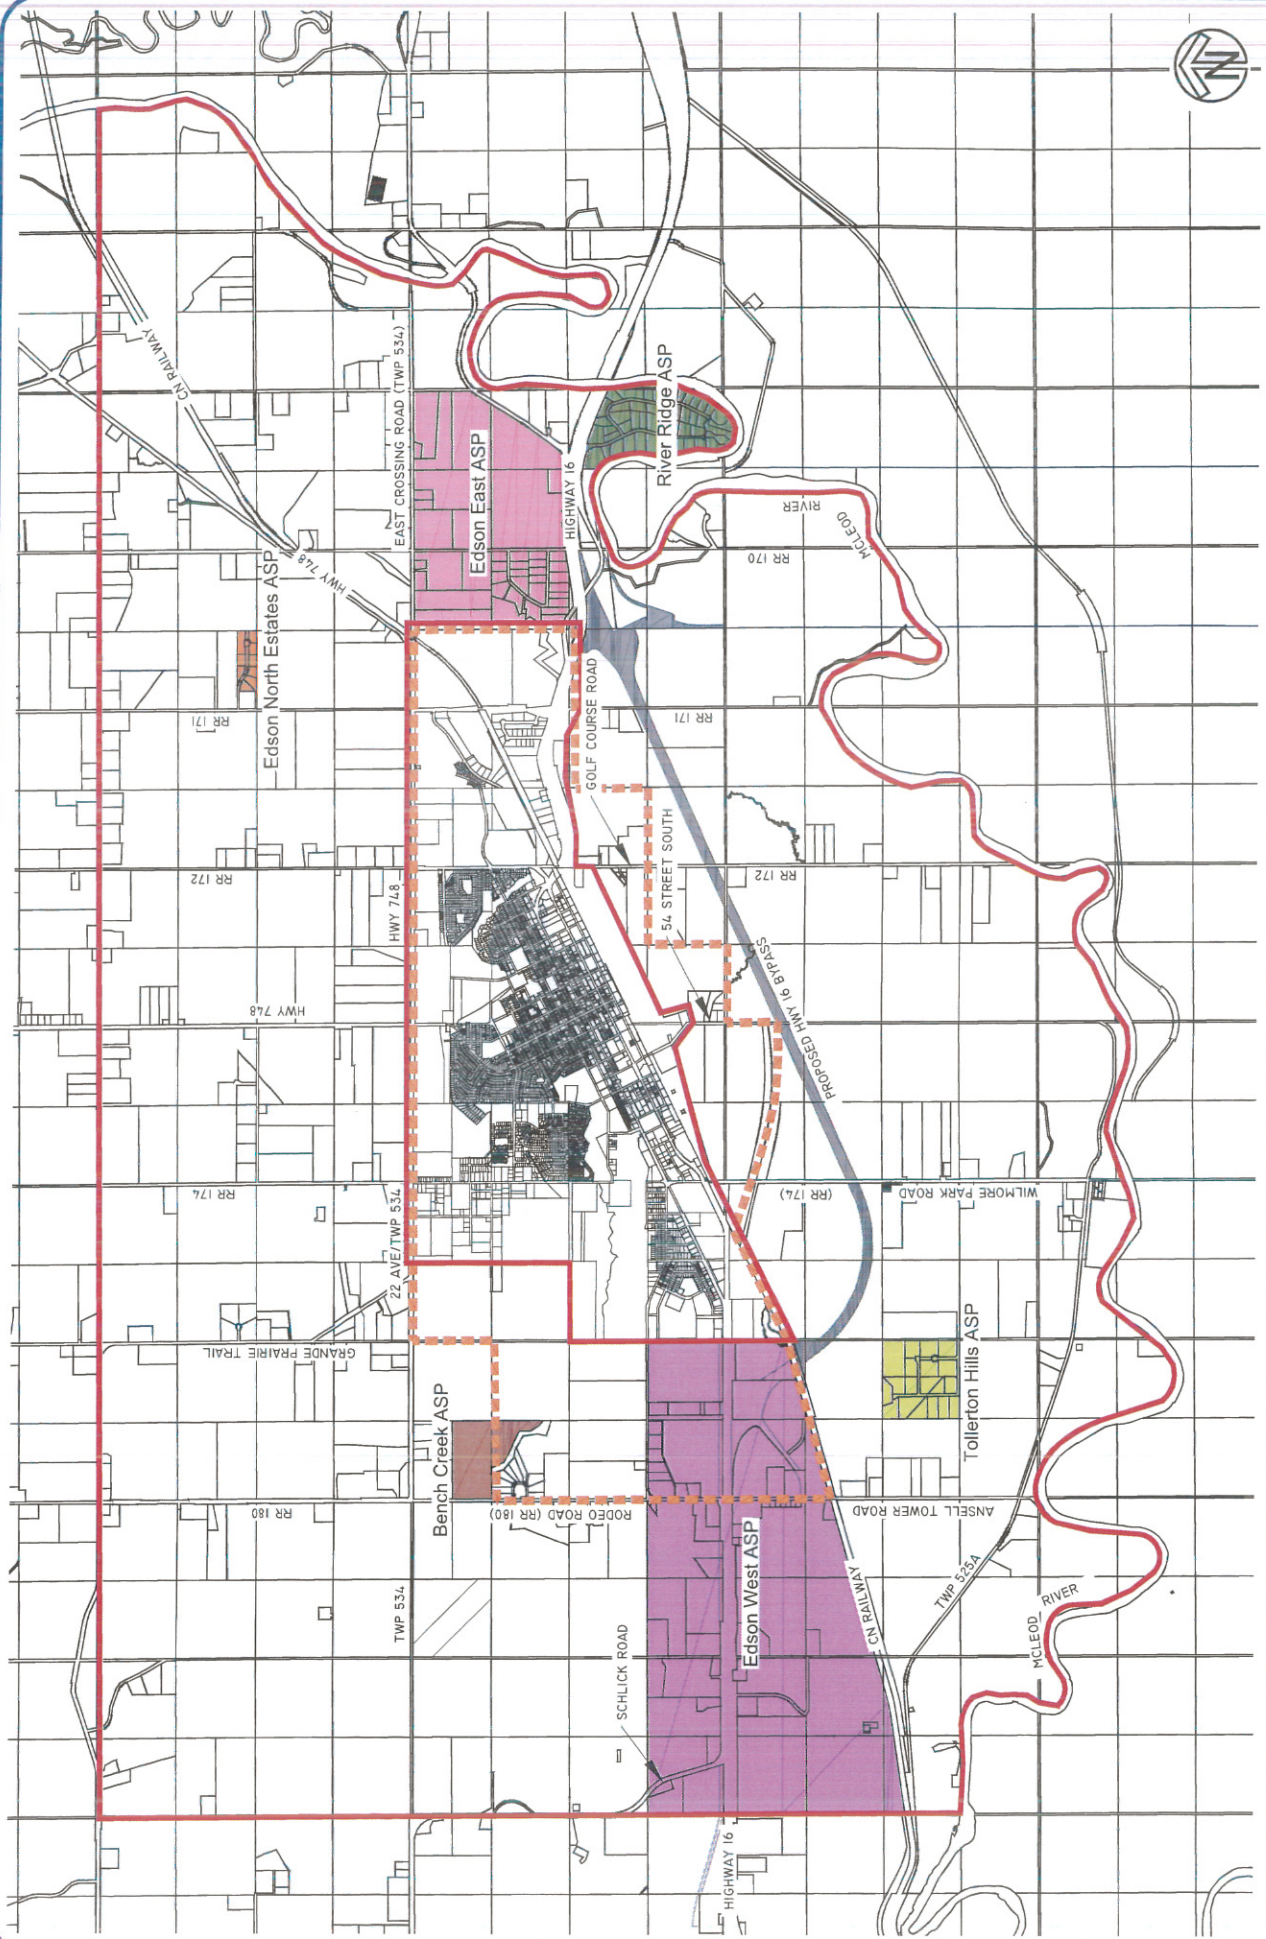 N
CN RAILWAY
EAST CROSSING ROAD (TWP 534)
Edson East ASP
HIGHWAY 16
River Ridge ASP
MCLEOD
RIVER
RR 170
HWY 748
Edson North Estates ASP
RR 171
RR 171
GOLF COURSE ROAD
54 STREET SOUTH
RR 172
RR 172
HWY 748
HWY 748
PROPOSED HWY 16 BYPASS
RR 174
22 AVE/TWP 534
(RR 174)
WILMORE PARK ROAD
GRANDE PRAIRIE TRAIL
Bench Creek ASP
Tollerton Hills ASP
RR 180
RODEO ROAD (RR 180)
ANSELL TOWER ROAD
Edson West ASP
CN RAILWAY
TWP 525A
MCLEOD RIVER
TWP 534
SCHLICK ROAD
HIGHWAY 16